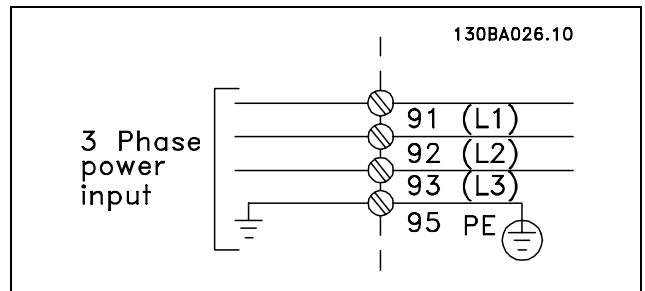 130BA026.10
3 Phase
power
input
91 (L1)
92 (L2)
93 (L3)
95 PE